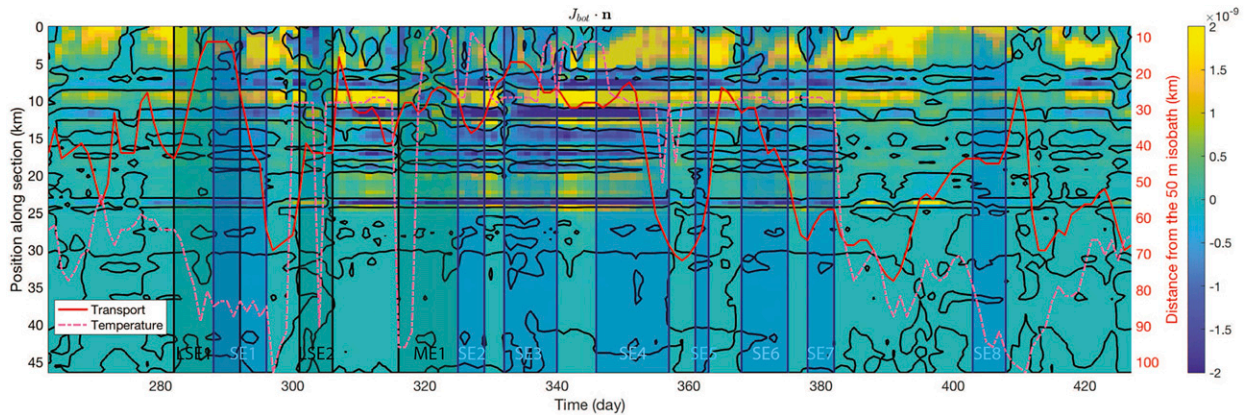 J_bot · n
×10⁻⁹
Position along section (km)
0
5
10
15
20
25
30
35
40
45
Transport
Temperature
LSE1
SE1
LSE2
ME1
SE2
SE3
SE4
SE5
SE6
SE7
SE8
280
300
320
340
360
380
400
420
Time (day)
10
20
30
40
50
60
70
80
90
100
Distance from the 50 m isobath (km)
2
1.5
1
0.5
0
-0.5
-1
-1.5
-2